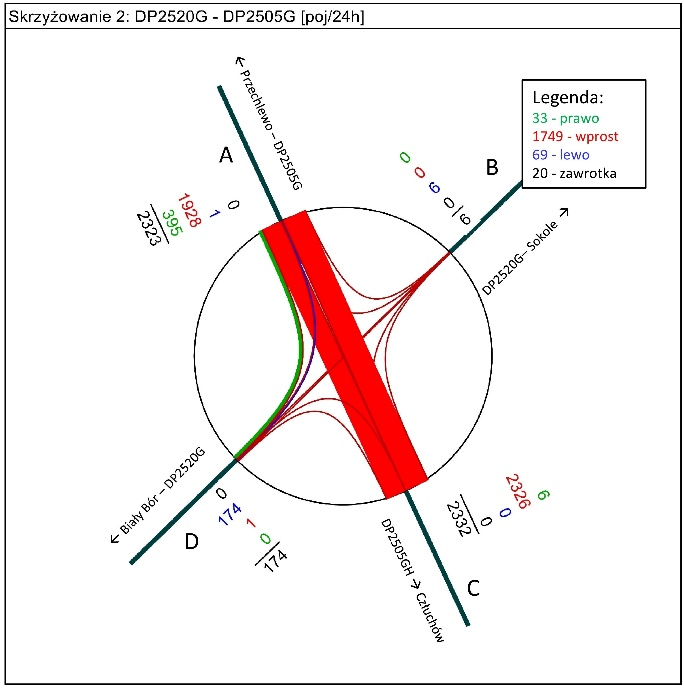 Skrzyżowanie 2: DP2520G - DP2505G [poj/24h]
← Przechlewo – DP2505G
A
B
Legenda:
33 - prawo
1749 - wprost
69 - lewo
20 - zawrotka
0
0
6
0
6
0
1
1928
395
2323
DP2520G– Sokole →
← Biały Bór – DP2520G
D
0
174
1
0
174
6
2326
0
0
2332
DP2505GH → Człuchów
C